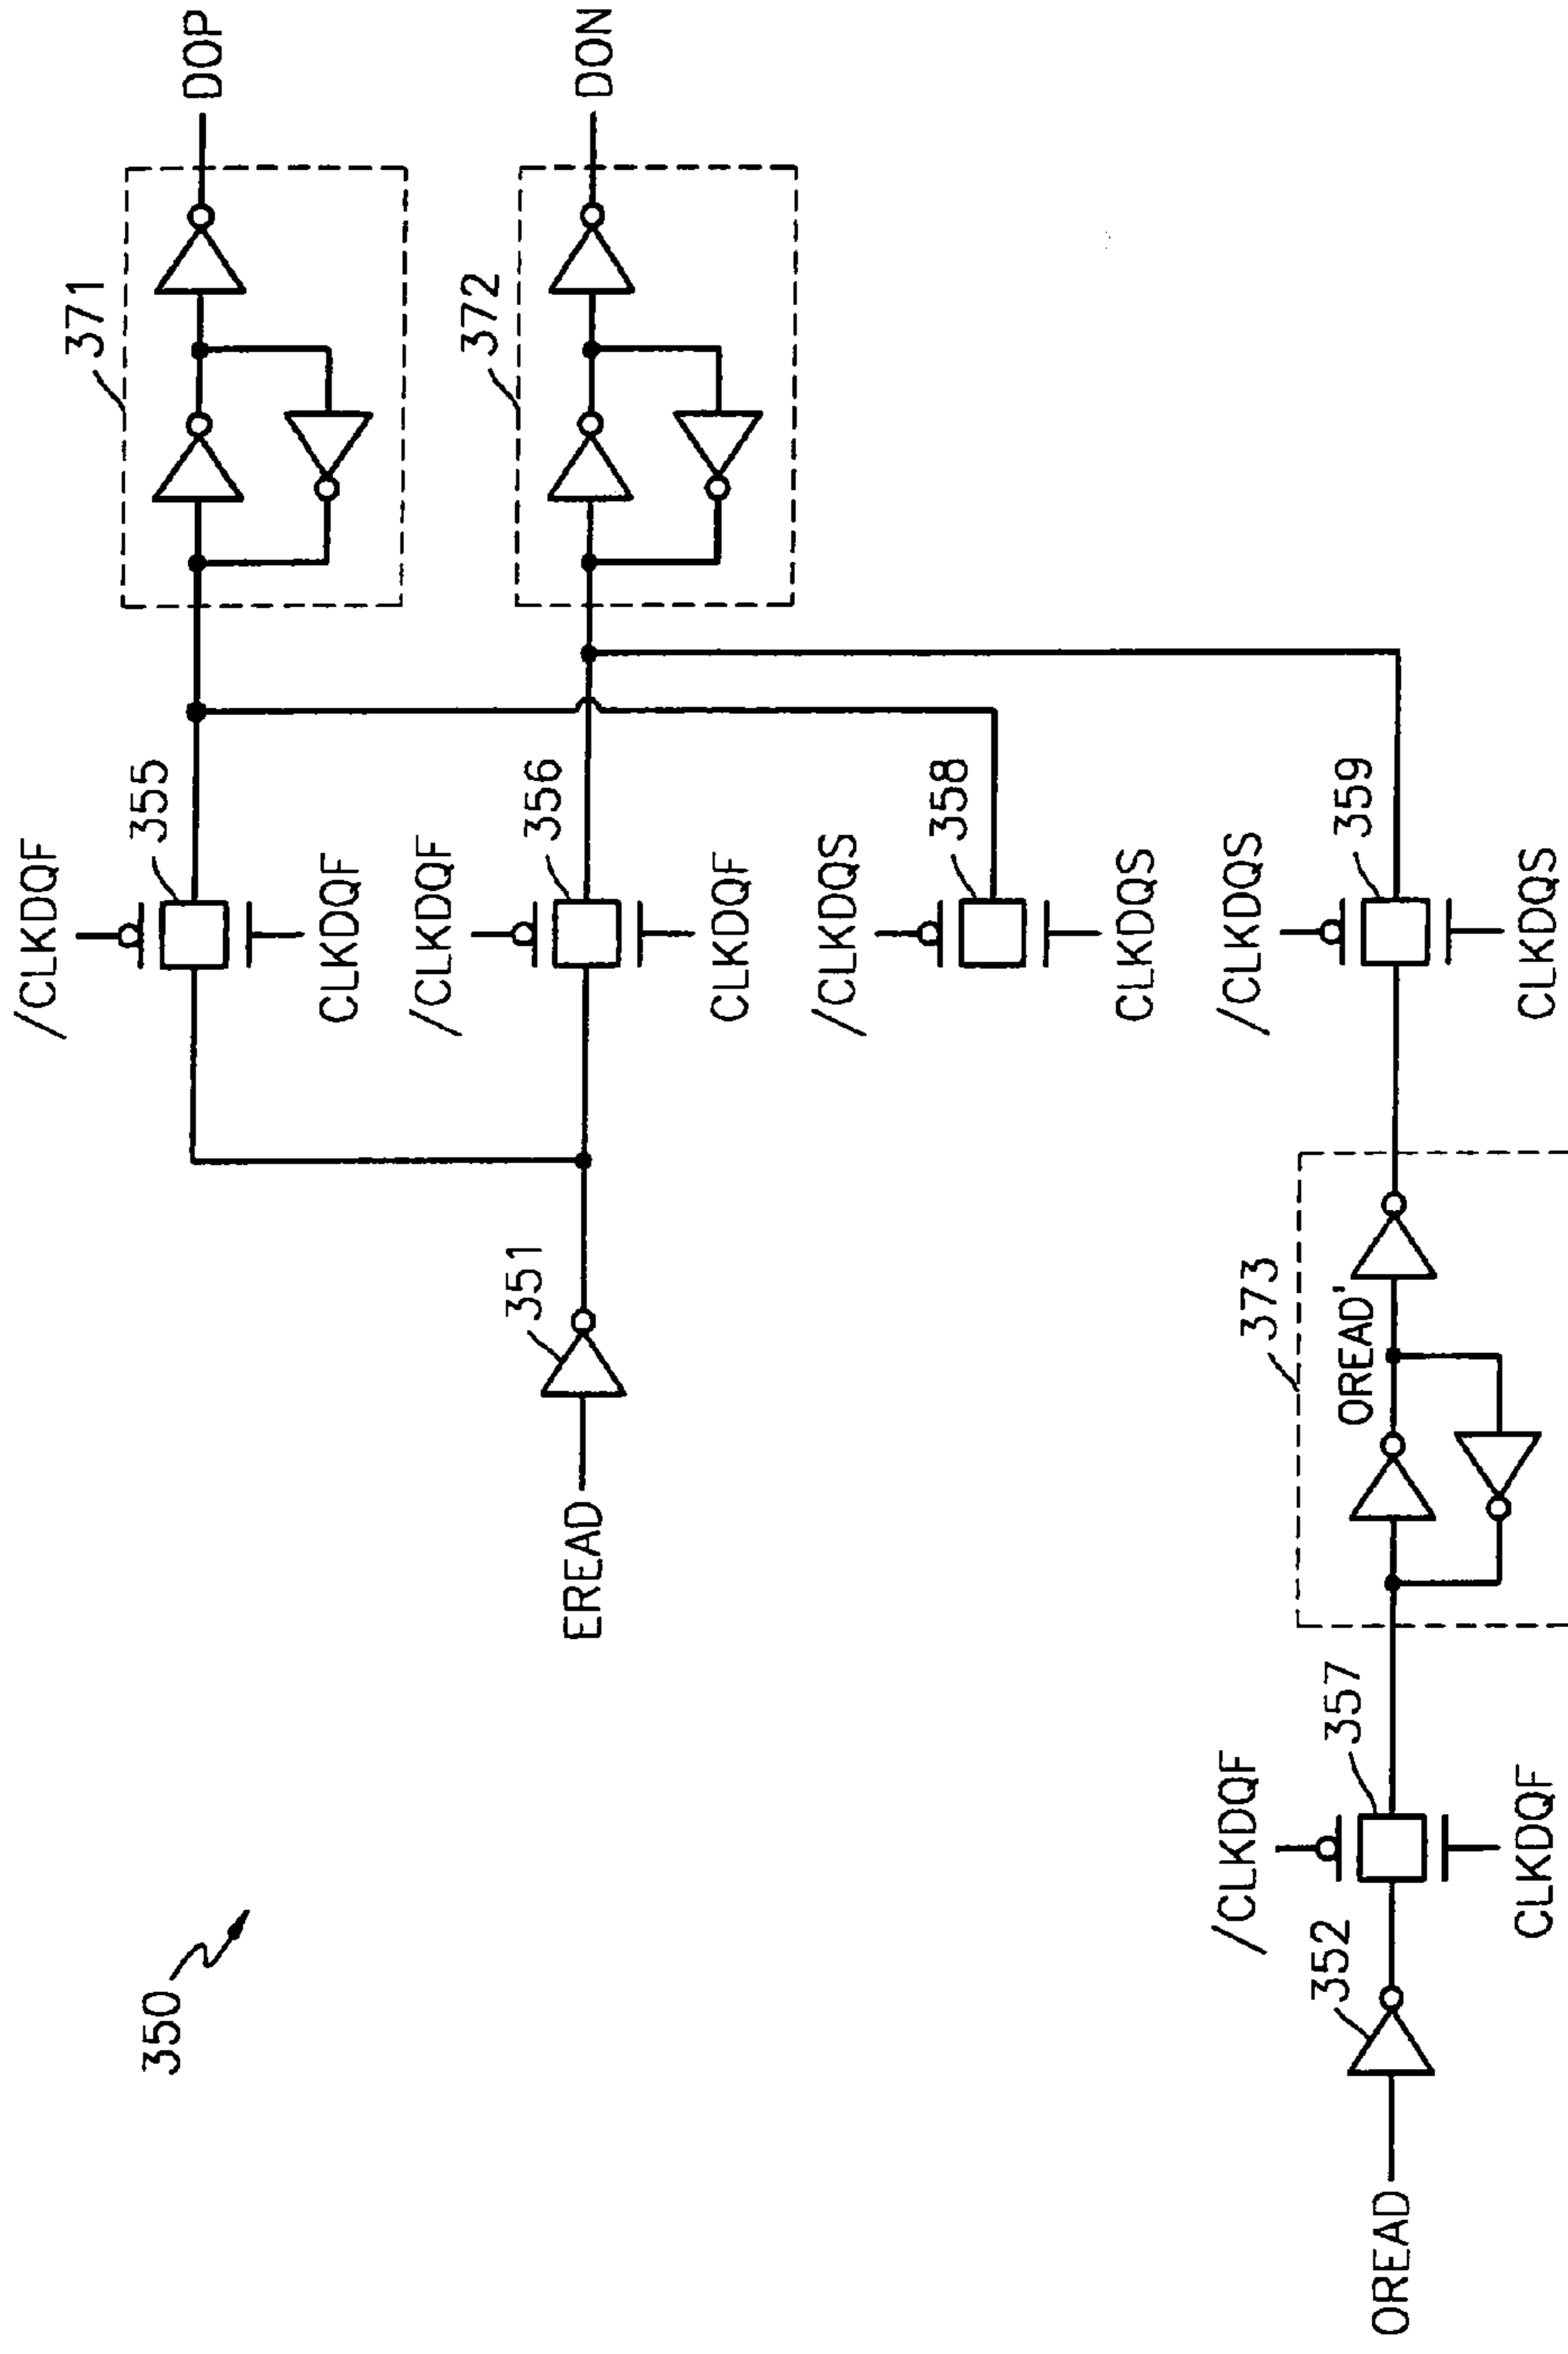 350
/CLKDQF
355
371
DOP
CLKDQF
/CLKDQF
351
356
372
DON
EREAD
CLKDQF
/CLKDQS
358
CLKDQS
/CLKDQF
352
357
373
OREAD'
/CLKDQS
359
OREAD
CLKDQF
CLKDQS